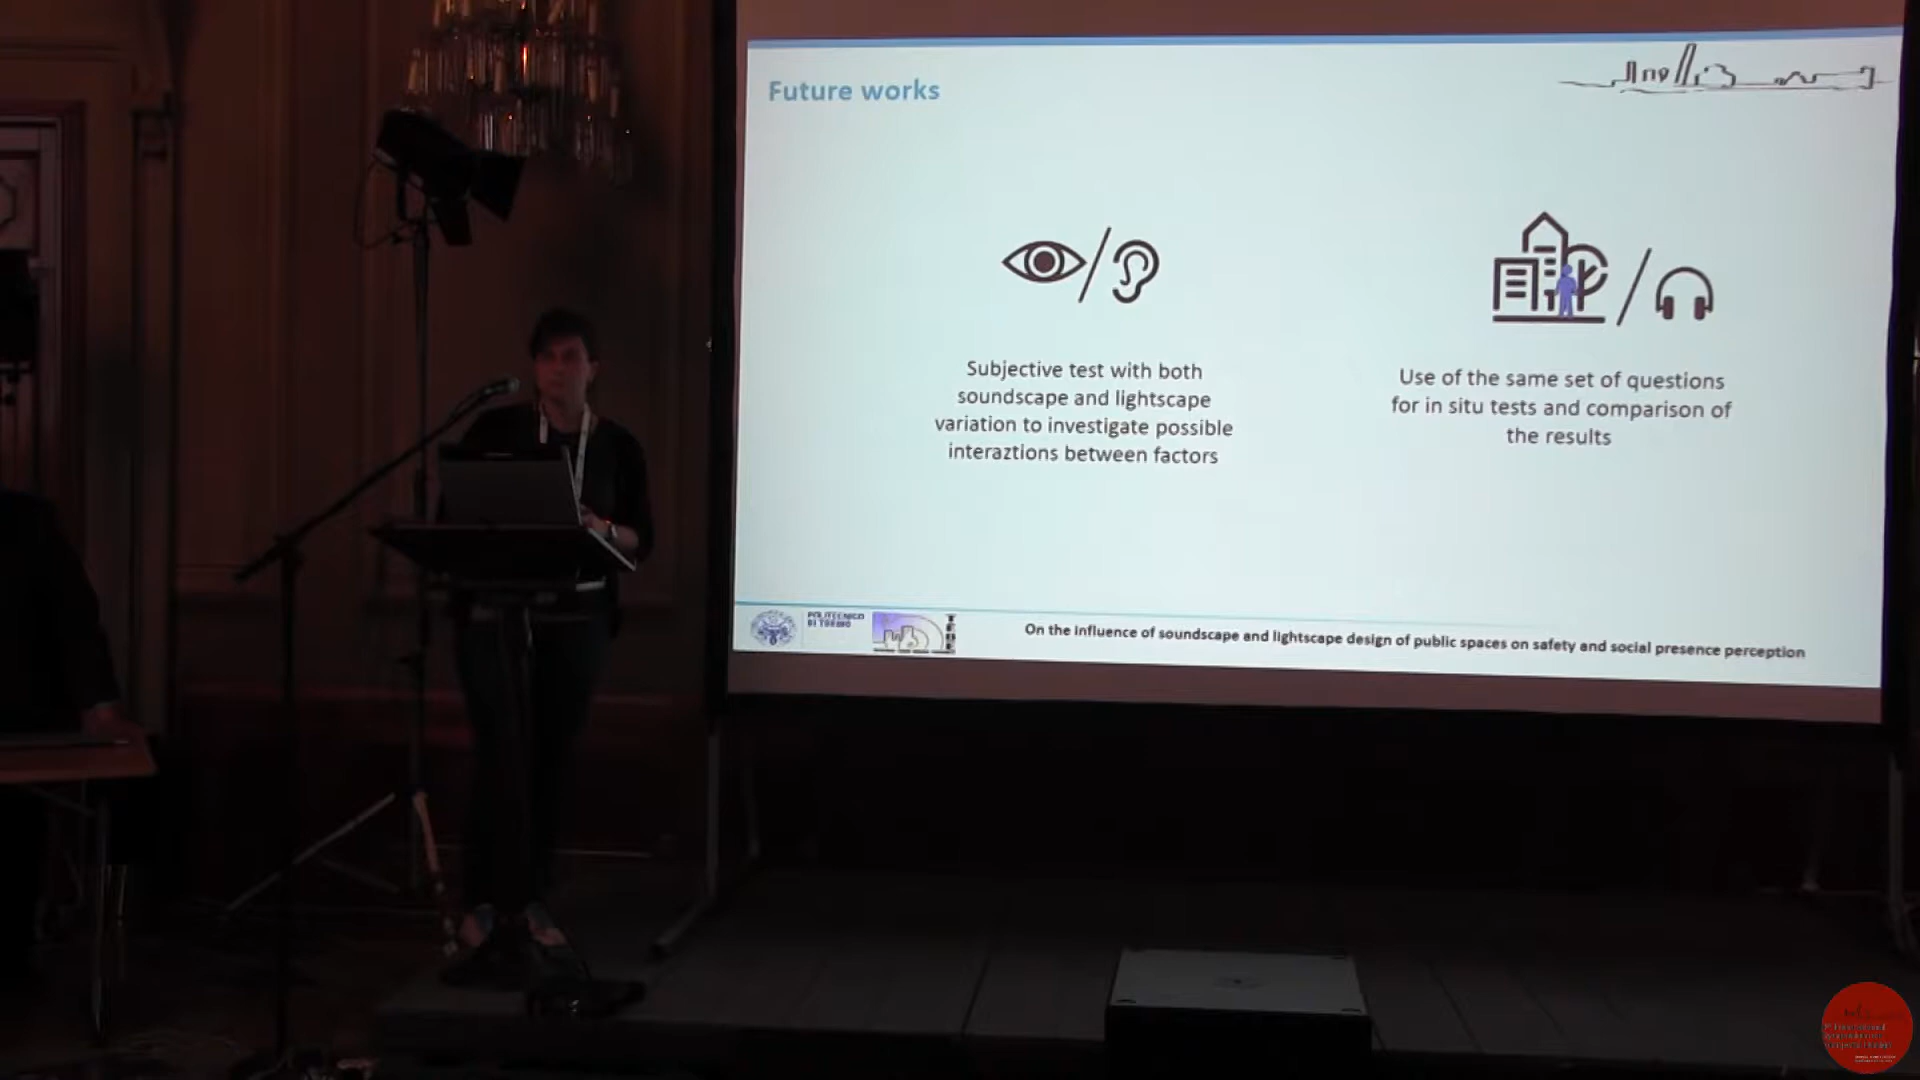 Future works
Subjective test with both
soundscape and lightscape
variation to investigate possible
interaztions between factors
Use of the same set of questions
for in situ tests and comparison of
the results
POLITECNICO
DI TORINO
On the influence of soundscape and lightscape design of public spaces on safety and social presence perception